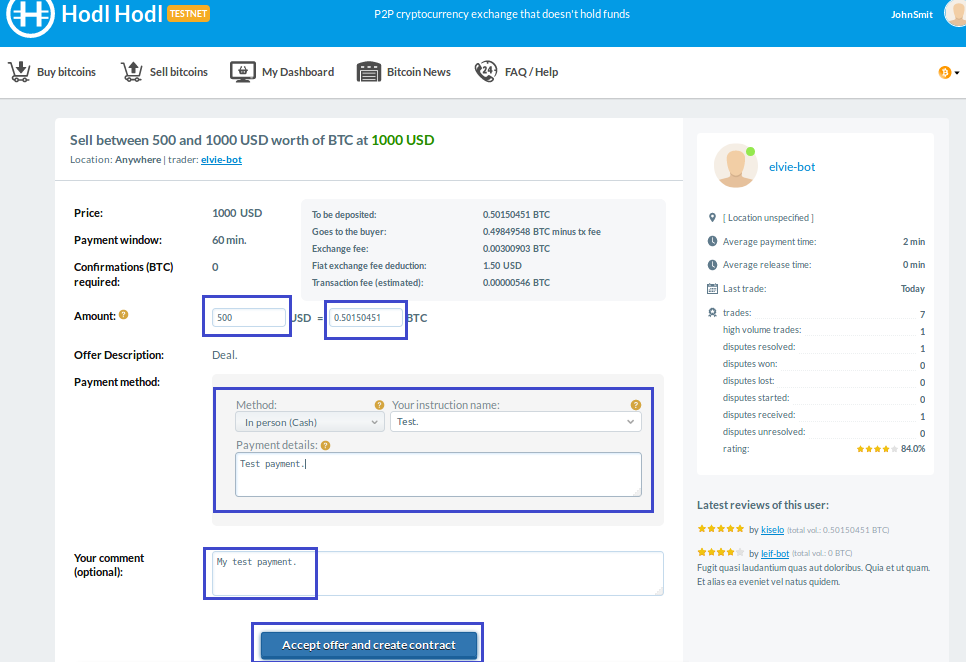 Hodl Hodl TESTNET
P2P cryptocurrency exchange that doesn't hold funds
JohnSmit
Buy bitcoins
Sell bitcoins
My Dashboard
Bitcoin News
24
FAQ / Help
Sell between 500 and 1000 USD worth of BTC at 1000 USD
Location: Anywhere | trader: elvie-bot
Price: 1000 USD
Payment window: 60 min.
Confirmations (BTC) 0
required:
To be deposited: 0.50150451 BTC
Goes to the buyer: 0.49849548 BTC minus tx fee
Exchange fee: 0.00300903 BTC
Fiat exchange fee deduction: 1.50 USD
Transaction fee (estimated): 0.00000546 BTC
Amount: ? 500 USD = 0.50150451 BTC
Offer Description: Deal.
Payment method:
Method: ? Your instruction name: ?
In person (Cash) Test.
Payment details: ?
Test payment.
Your comment
(optional):
My test payment.
Accept offer and create contract
elvie-bot
[ Location unspecified ]
Average payment time: 2 min
Average release time: 0 min
Last trade: Today
trades: 7
high volume trades: 1
disputes resolved: 1
disputes won: 0
disputes lost: 0
disputes started: 0
disputes received: 1
disputes unresolved: 0
rating: 84.0%
Latest reviews of this user:
by kiselo (total vol.: 0.50150451 BTC)
by leif-bot (total vol.: 0 BTC)
Fugit quasi laudantium quas aut doloribus. Quia et ut quam.
Et alias ea eveniet vel natus quidem.